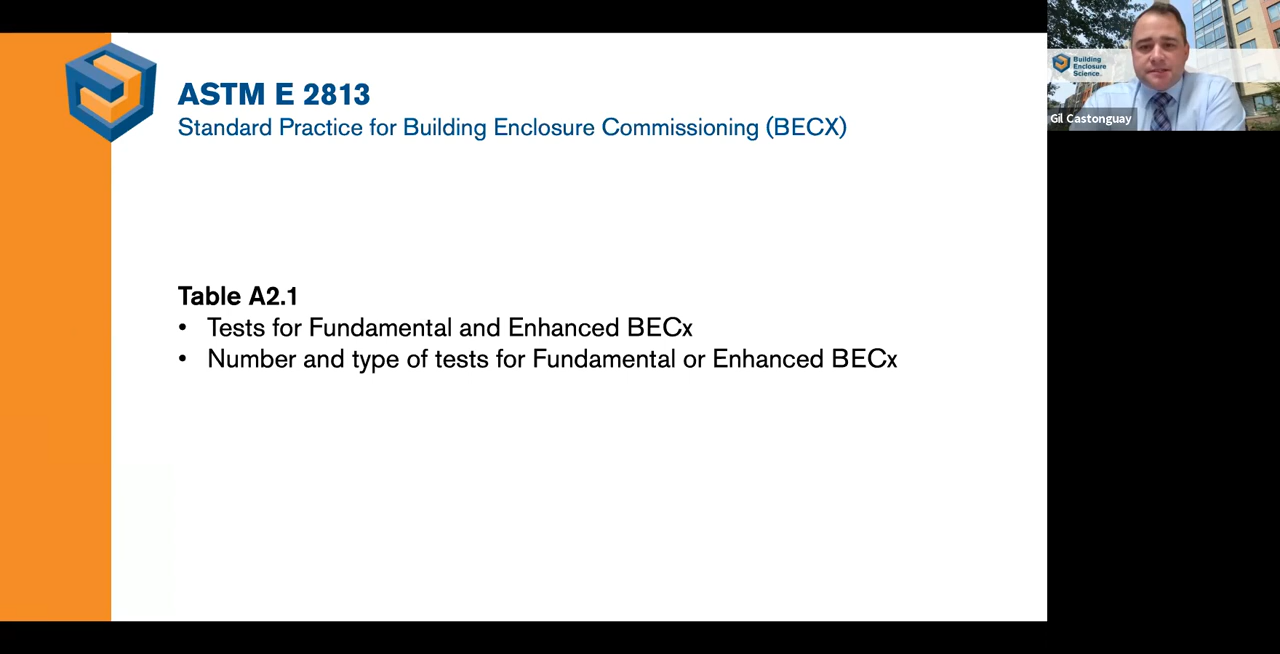 ASTM E 2813
Standard Practice for Building Enclosure Commissioning (BECX)
Table A2.1
• Tests for Fundamental and Enhanced BECx
• Number and type of tests for Fundamental or Enhanced BECx
Building
Enclosure
Science.
Gil Castonguay